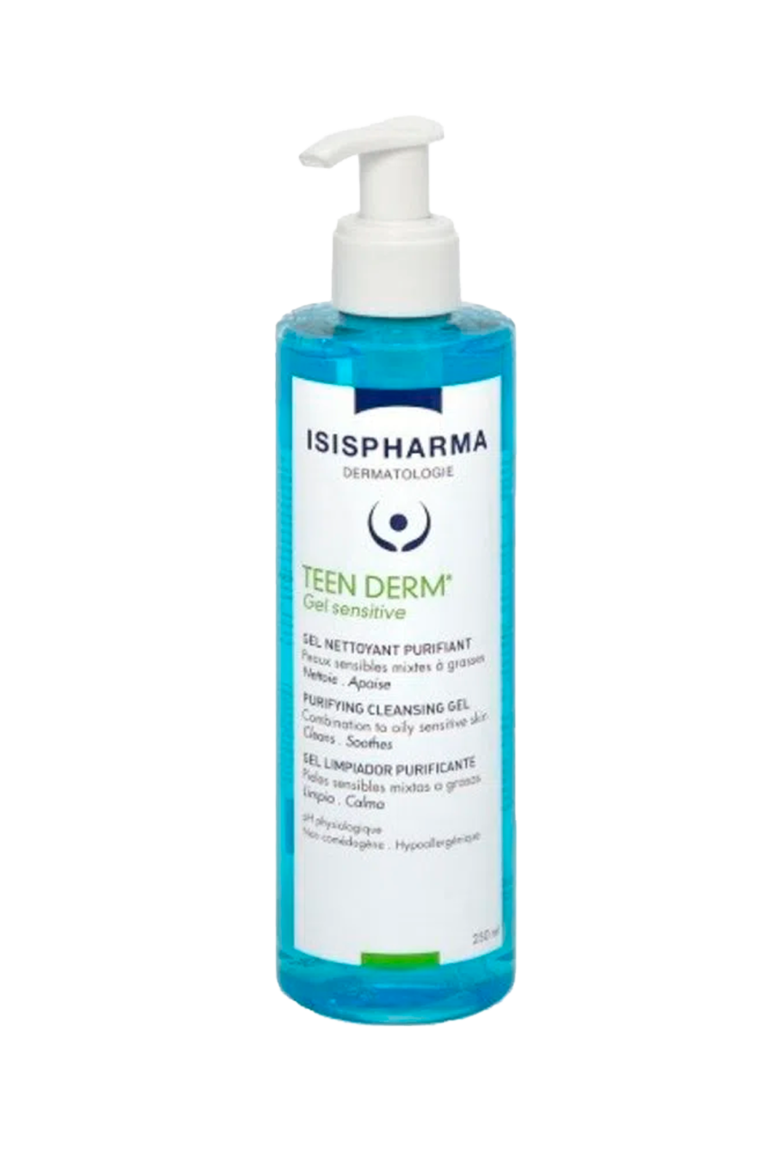 ISISPHARMA
DERMATOLOGIE
TEEN DERM®
Gel sensitive
GEL NETTOYANT PURIFIANT
Peaux sensibles mixtes à grasses
Nettoie . Apaise
PURIFYING CLEANSING GEL
Combination to oily sensitive skin
Cleans . Soothes
GEL LIMPIADOR PURIFICANTE
Pieles sensibles mixtas a grasas
Limpia . Calma
pH physiologique
Non comédogène . Hypoallergénique
250 ml